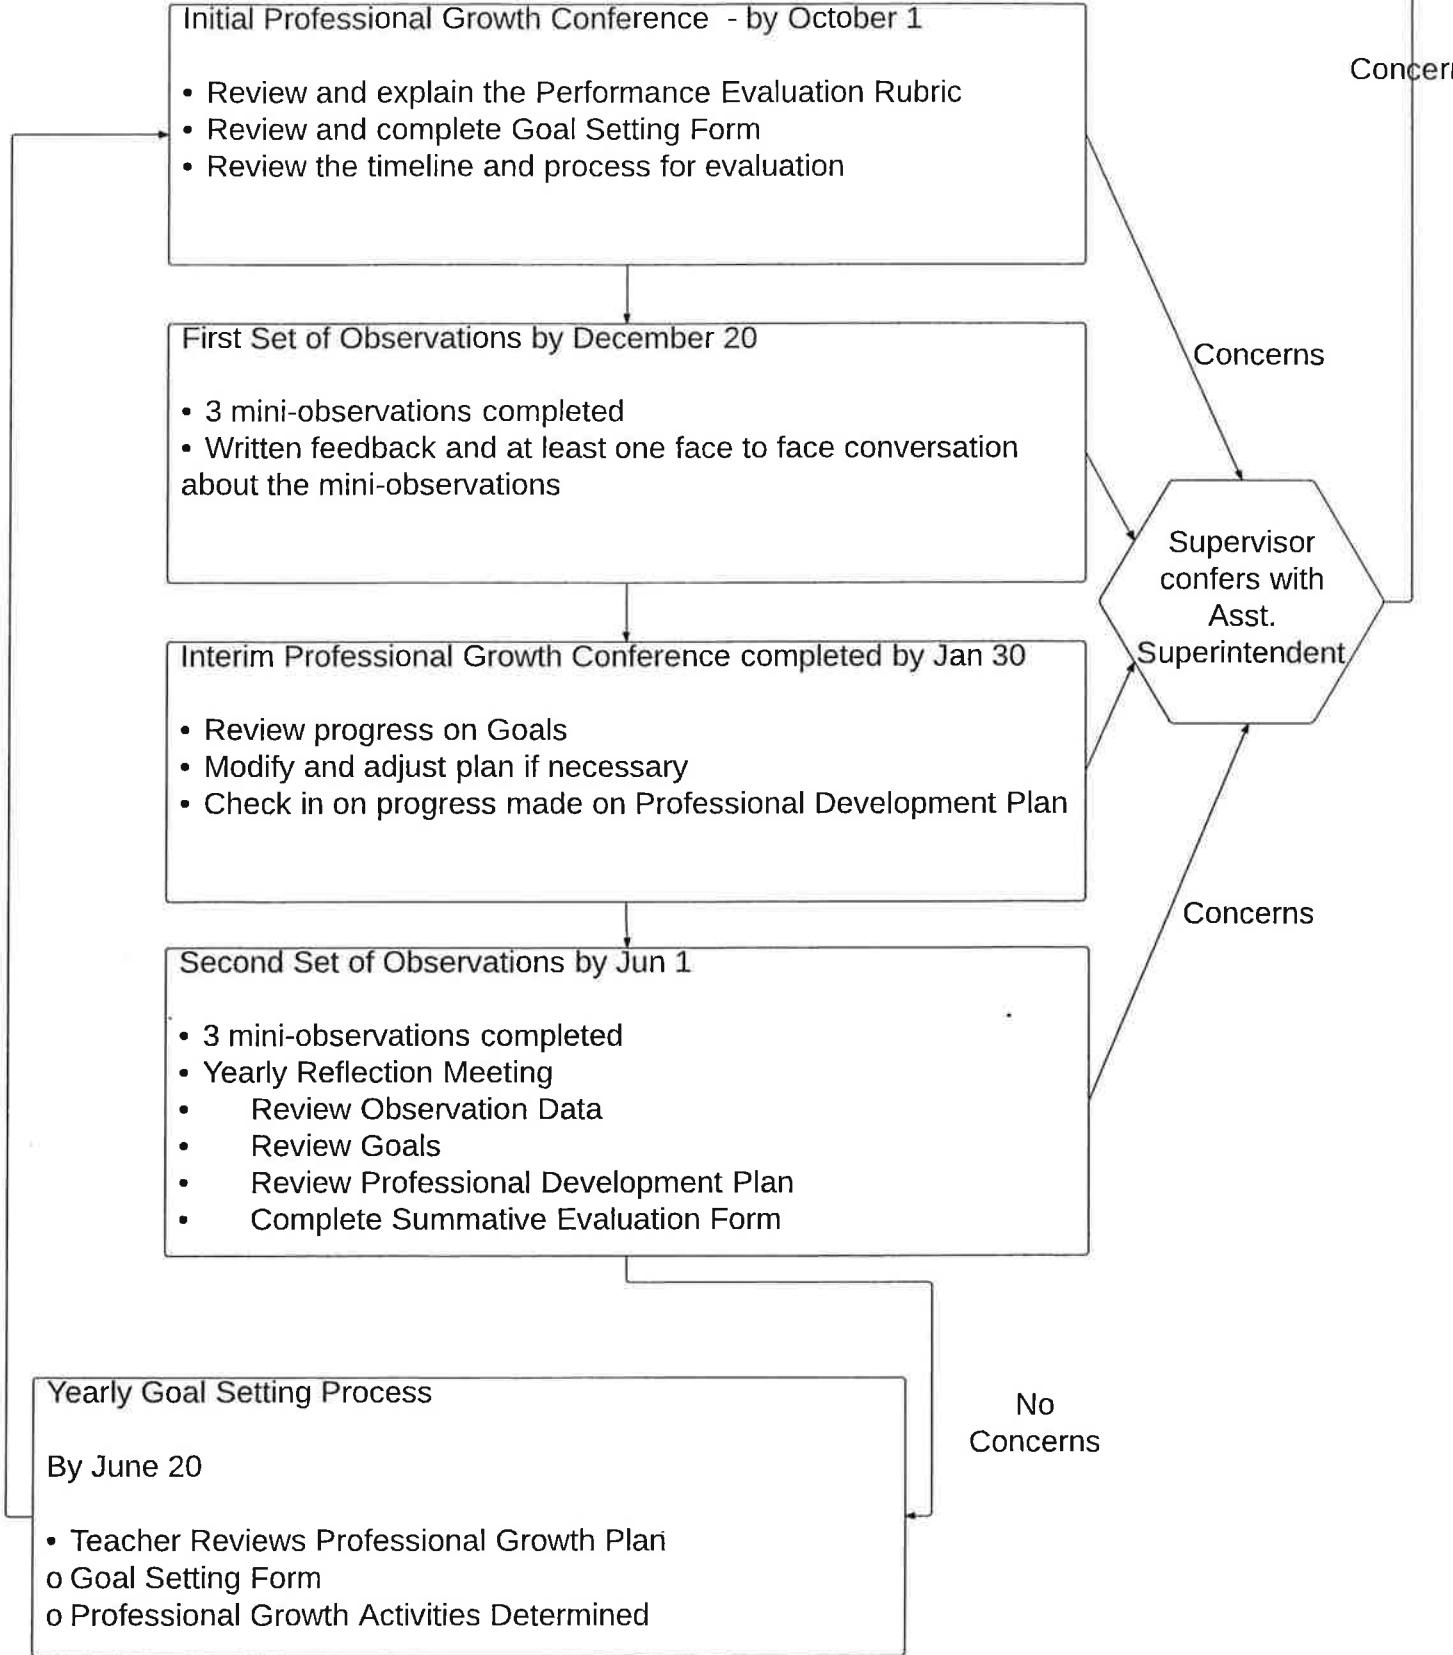 Initial Professional Growth Conference - by October 1
• Review and explain the Performance Evaluation Rubric
• Review and complete Goal Setting Form
• Review the timeline and process for evaluation
First Set of Observations by December 20
• 3 mini-observations completed
• Written feedback and at least one face to face conversation
about the mini-observations
Interim Professional Growth Conference completed by Jan 30
• Review progress on Goals
• Modify and adjust plan if necessary
• Check in on progress made on Professional Development Plan
Second Set of Observations by Jun 1
• 3 mini-observations completed
• Yearly Reflection Meeting
• Review Observation Data
• Review Goals
• Review Professional Development Plan
• Complete Summative Evaluation Form
Yearly Goal Setting Process
By June 20
• Teacher Reviews Professional Growth Plan
o Goal Setting Form
o Professional Growth Activities Determined
No
Concerns
Concerns
Supervisor
confers with
Asst.
Superintendent
Concerns